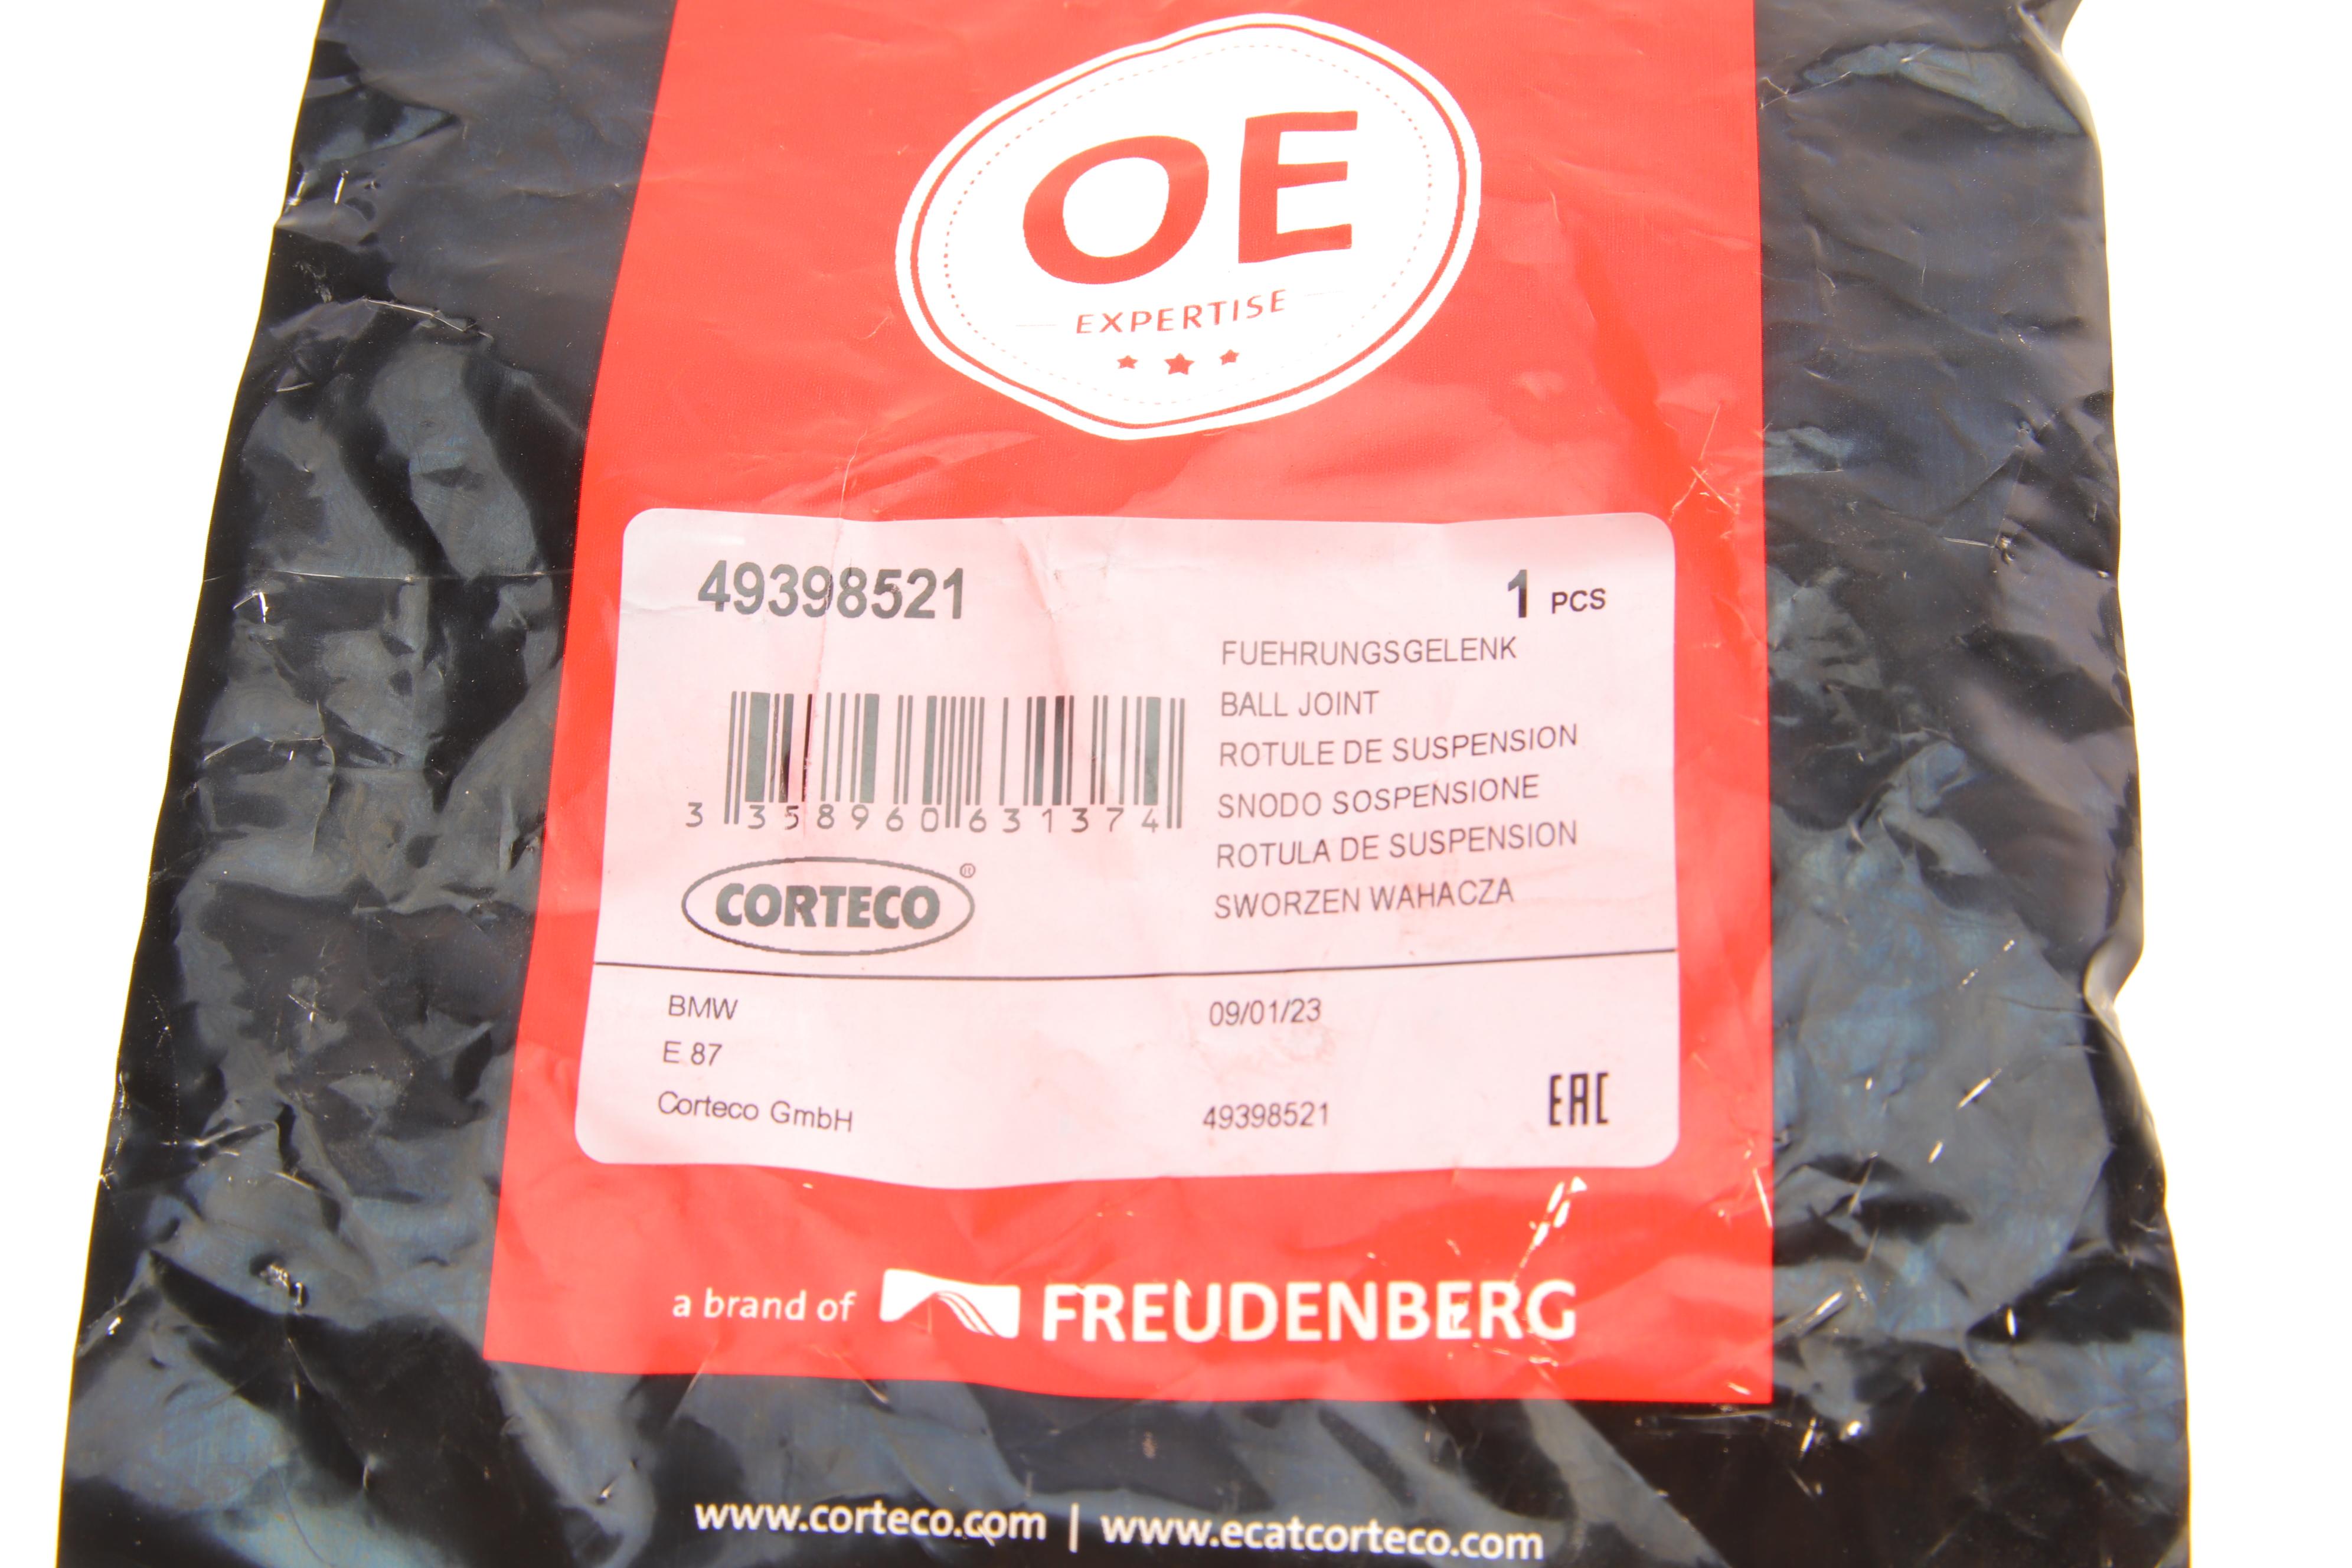 OE
EXPERTISE
49398521
1 PCS
FUEHRUNGSGELENK
BALL JOINT
ROTULE DE SUSPENSION
SNODO SOSPENSIONE
ROTULA DE SUSPENSION
SWORZEN WAHACZA
3 358960 631374
CORTECO®
BMW
09/01/23
E 87
Corteco GmbH
49398521
EAC
a brand of FREUDENBERG
www.corteco.com | www.ecatcorteco.com